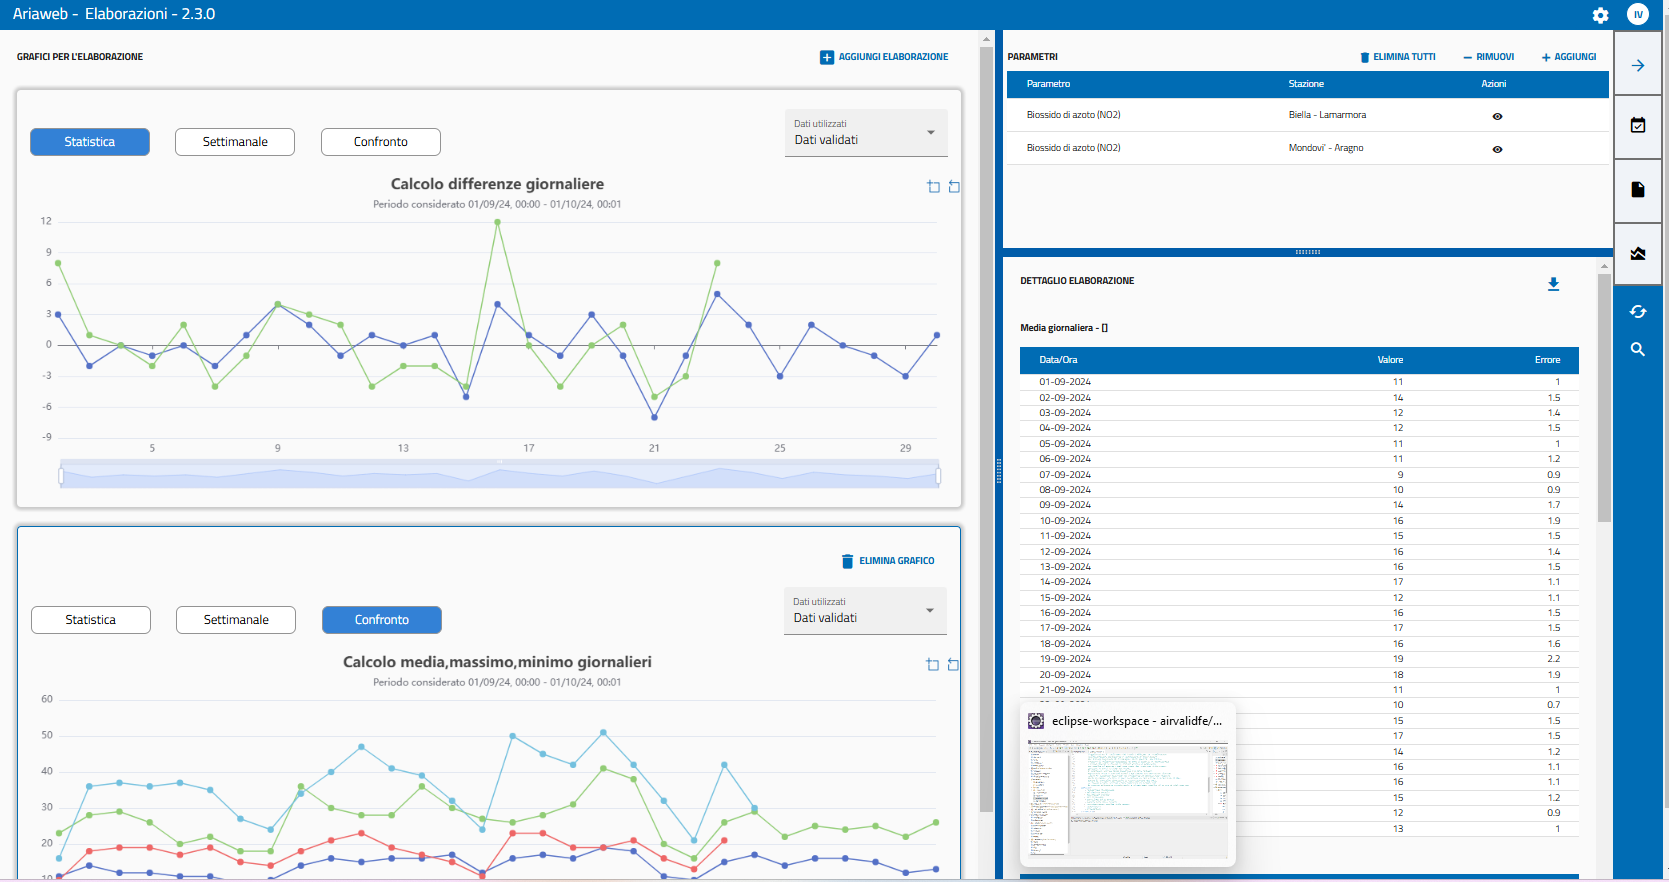 Ariaweb - Elaborazioni - 2.3.0
IV
GRAFICI PER L'ELABORAZIONE
AGGIUNGI ELABORAZIONE
Statistica
Settimanale
Confronto
Dati utilizzati
Dati validati
Calcolo differenze giornaliere
Periodo considerato 01/09/24, 00:00 - 01/10/24, 00:01
12
9
6
3
0
-3
-6
-9
5 9 13 17 21 25 29
ELIMINA GRAFICO
Statistica
Settimanale
Confronto
Dati utilizzati
Dati validati
Calcolo media,massimo,minimo giornalieri
Periodo considerato 01/09/24, 00:00 - 01/10/24, 00:01
60
50
40
30
20
10
PARAMETRI
ELIMINA TUTTI
RIMUOVI
AGGIUNGI
Parametro Stazione Azioni
Biossido di azoto (NO2) Biella - Lamarmora
Biossido di azoto (NO2) Mondovi' - Aragno
DETTAGLIO ELABORAZIONE
Media giornaliera - []
Data/Ora Valore Errore
01-09-2024 11 1
02-09-2024 14 1.5
03-09-2024 12 1.4
04-09-2024 12 1.5
05-09-2024 11 1
06-09-2024 11 1.2
07-09-2024 9 0.9
08-09-2024 10 0.9
09-09-2024 14 1.7
10-09-2024 16 1.9
11-09-2024 15 1.5
12-09-2024 16 1.4
13-09-2024 16 1.5
14-09-2024 17 1.1
15-09-2024 12 1.1
16-09-2024 16 1.5
17-09-2024 17 1.5
18-09-2024 16 1.6
19-09-2024 19 2.2
20-09-2024 18 1.9
21-09-2024 11 1
10 0.7
15 1.5
17 1.5
14 1.2
16 1.1
16 1.1
15 1.2
12 0.9
13 1
eclipse-workspace - airvalidfe/...